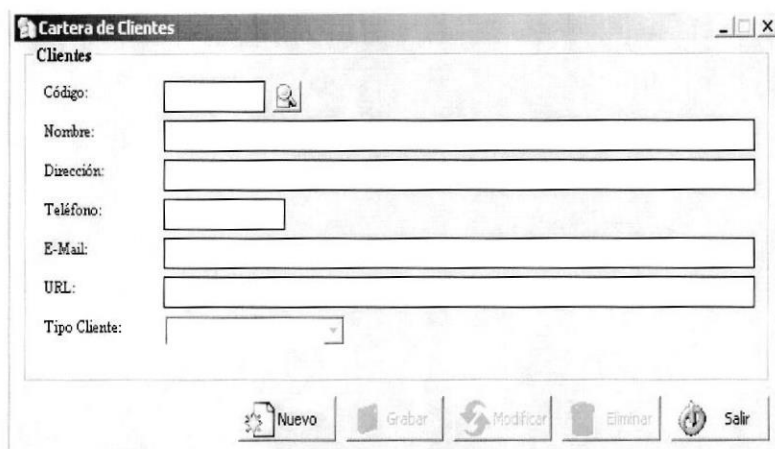 Cartera de Clientes
Clientes
Código:
Nombre:
Dirección:
Teléfono:
E-Mail:
URL:
Tipo Cliente:
Nuevo Grabar Modificar Eliminar Salir